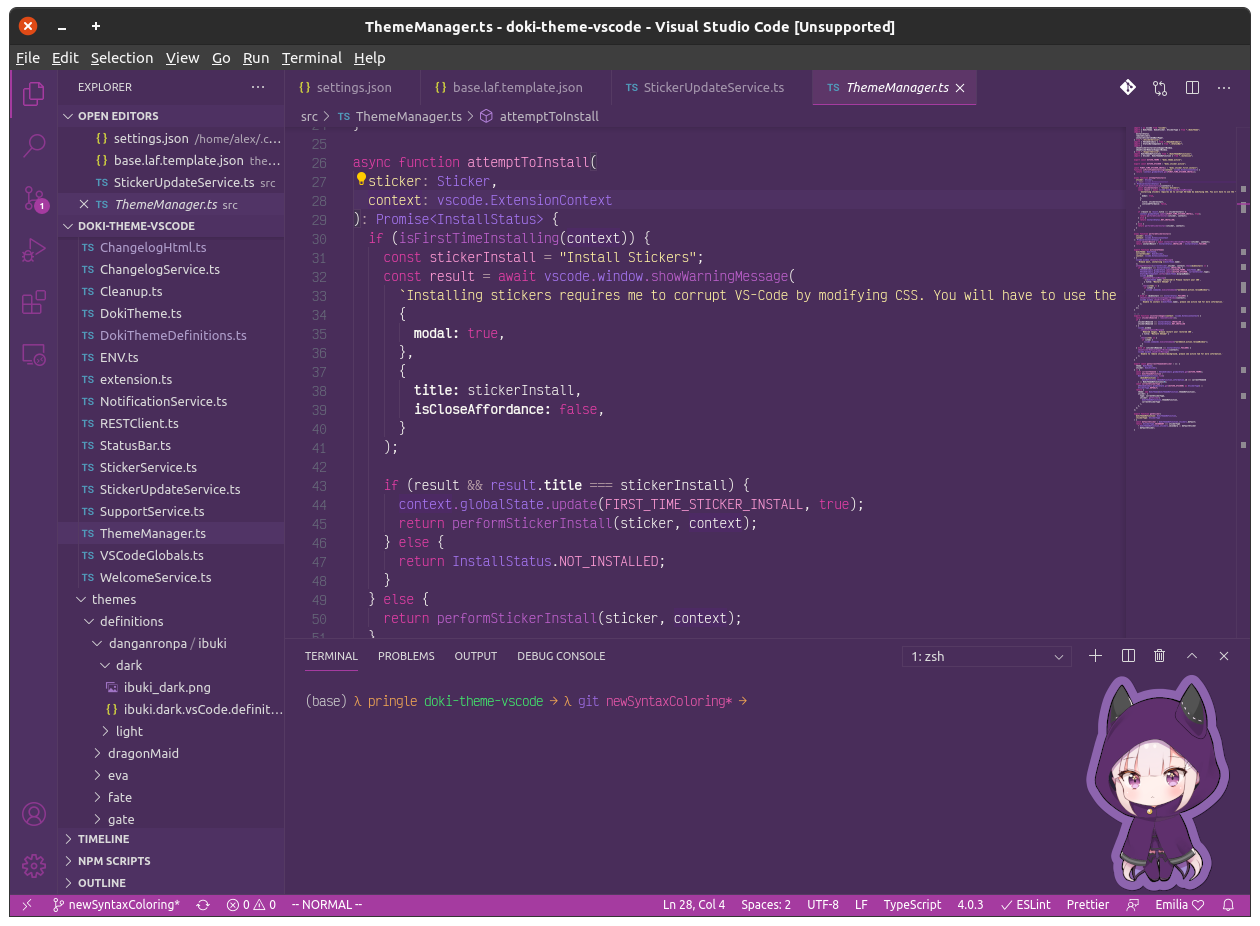 ThemeManager.ts - doki-theme-vscode - Visual Studio Code [Unsupported]
File Edit Selection View Go Run Terminal Help
EXPLORER ···
{} settings.json
{} base.laf.template.json
TS StickerUpdateService.ts
TS ThemeManager.ts
OPEN EDITORS
{} settings.json /home/alex/.c...
{} base.laf.template.json the...
TS StickerUpdateService.ts src
TS ThemeManager.ts src
1
DOKI-THEME-VSCODE
TS ChangelogHtml.ts
TS ChangelogService.ts
TS Cleanup.ts
TS DokiTheme.ts
TS DokiThemeDefinitions.ts
TS ENV.ts
TS extension.ts
TS NotificationService.ts
TS RESTClient.ts
TS StatusBar.ts
TS StickerService.ts
TS StickerUpdateService.ts
TS SupportService.ts
TS ThemeManager.ts
TS VSCodeGlobals.ts
TS WelcomeService.ts
themes
definitions
danganronpa / ibuki
dark
ibuki_dark.png
{} ibuki.dark.vsCode.definit...
light
dragonMaid
eva
fate
gate
TIMELINE
NPM SCRIPTS
OUTLINE
src > TS ThemeManager.ts > attemptToInstall
24 }
25
26 async function attemptToInstall(
27 sticker: Sticker,
28 context: vscode.ExtensionContext
29 ): Promise<InstallStatus> {
30 if (isFirstTimeInstalling(context)) {
31 const stickerInstall = "Install Stickers";
32 const result = await vscode.window.showWarningMessage(
33 `Installing stickers requires me to corrupt VS-Code by modifying CSS. You will have to use the
34 {
35 modal: true,
36 },
37 {
38 title: stickerInstall,
39 isCloseAffordance: false,
40 }
41 );
42
43 if (result && result.title === stickerInstall) {
44 context.globalState.update(FIRST_TIME_STICKER_INSTALL, true);
45 return performStickerInstall(sticker, context);
46 } else {
47 return InstallStatus.NOT_INSTALLED;
48 }
49 } else {
50 return performStickerInstall(sticker, context);
51 }
TERMINAL PROBLEMS OUTPUT DEBUG CONSOLE
1: zsh
(base) λ pringle doki-theme-vscode → λ git newSyntaxColoring* →
newSyntaxColoring* 0 0 -- NORMAL --
Ln 28, Col 4 Spaces: 2 UTF-8 LF TypeScript 4.0.3 ✓ ESLint Prettier Emilia ♡